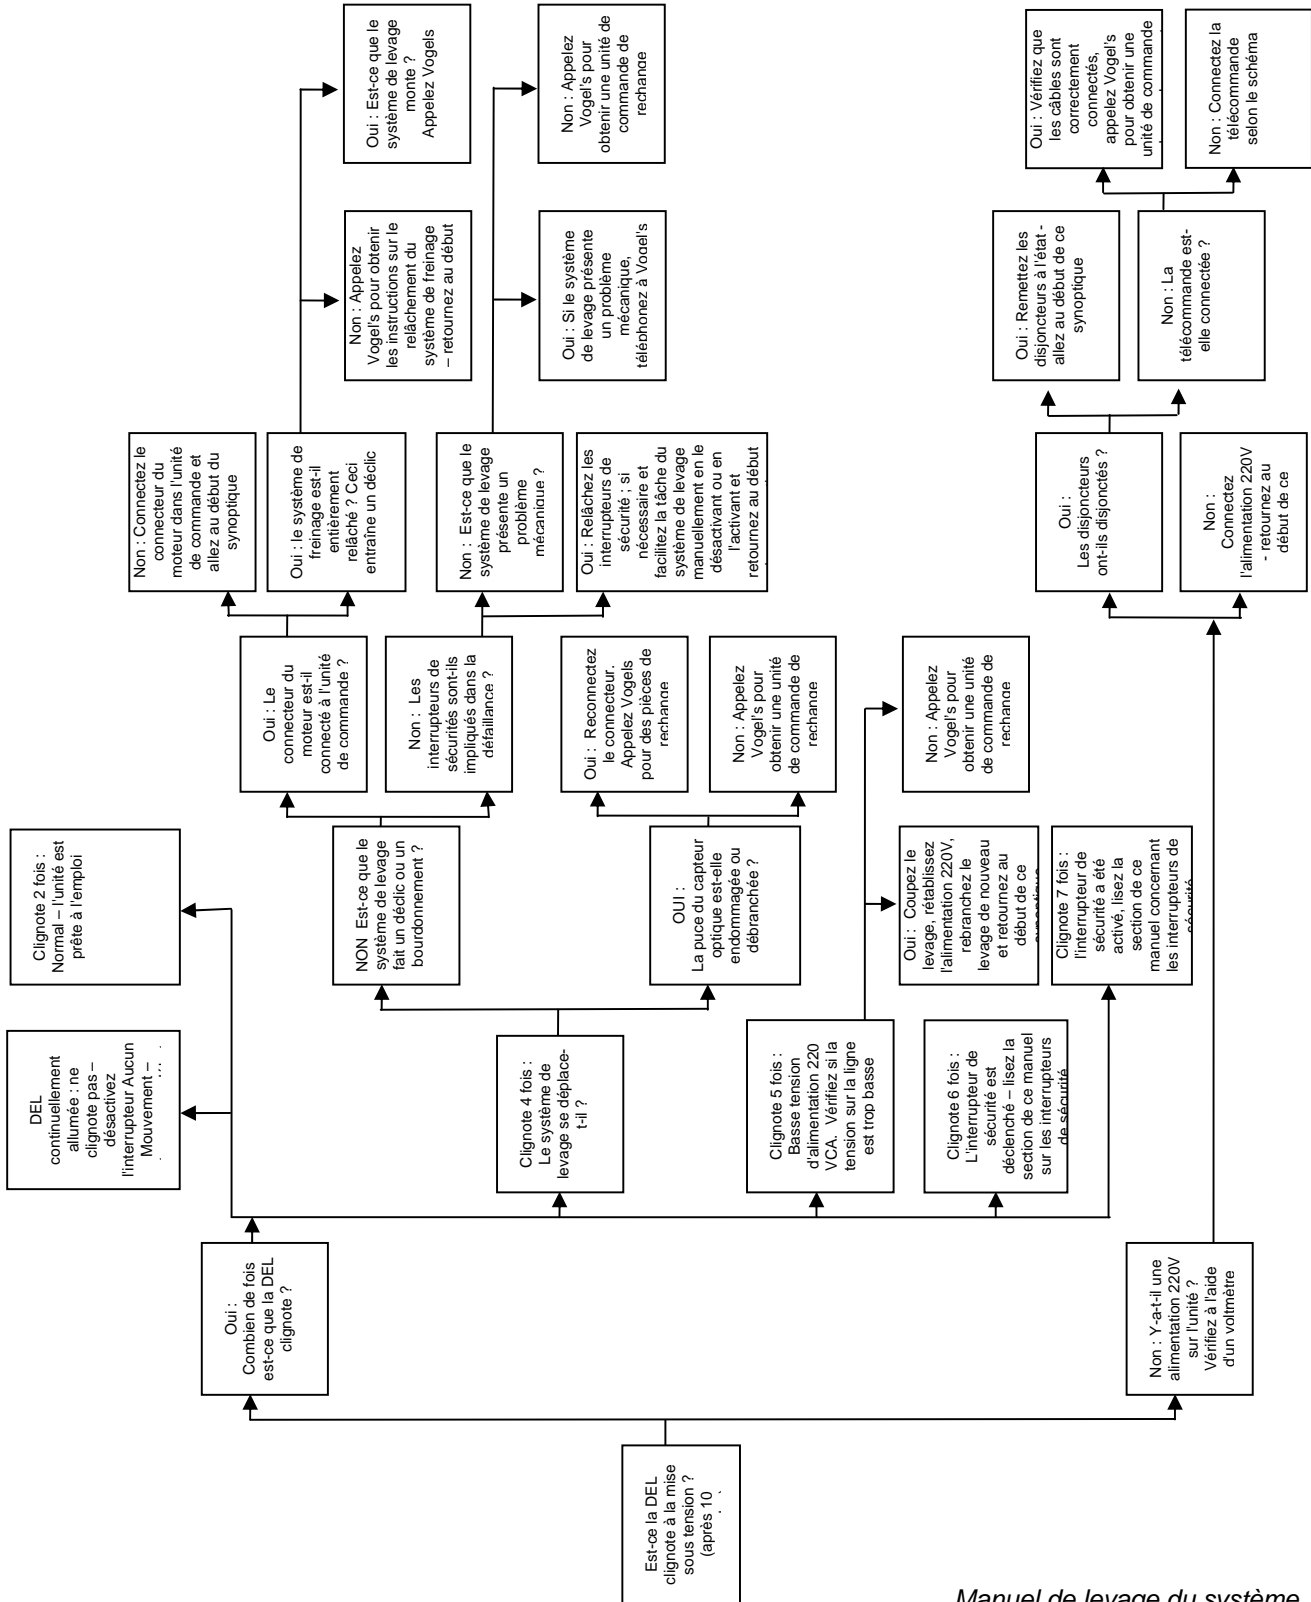 Est-ce la DEL
clignote à la mise
sous tension ?
(après 10
Oui :
Combien de fois
est-ce que la DEL
clignote ?
Non : Y-a-t-il une
alimentation 220V
sur l'unité ?
Vérifiez à l'aide
d'un voltmètre
DEL
continuellement
allumée : ne
clignote pas –
désactivez
l'interrupteur Aucun
Mouvement –
Clignote 2 fois :
Normal – l'unité est
prête à l'emploi
Clignote 4 fois :
Le système de
levage se déplace-
t-il ?
Clignote 5 fois :
Basse tension
d'alimentation 220
VCA. Vérifiez si la
tension sur la ligne
est trop basse
Clignote 6 fois :
L'interrupteur de
sécurité est
déclenché – lisez la
section de ce manuel
sur les interrupteurs
de sécurité
Clignote 7 fois :
l'interrupteur de
sécurité a été
activé, lisez la
section de ce
manuel concernant
les interrupteurs de
sécurité
NON Est-ce que le
système de levage
fait un déclic ou un
bourdonnement ?
OUI :
La puce du capteur
optique est-elle
endomagée ou
débranchée ?
Oui : Coupez le
levage, rétablissez
l'alimentation 220V,
rebranchez le
levage de nouveau
et retournez au
début de ce
synoptique
Non : Appelez
Vogel's pour
obtenir une unité
de commande de
rechange
Oui : Le
connecteur du
moteur est-il
connecté à l'unité
de commande ?
Non : Les
interrupteurs de
sécurités sont-ils
impliqués dans la
défaillance ?
Oui : Reconnectez
le connecteur.
Appelez Vogels
pour des pièces de
rechange
Non : Appelez
Vogel's pour
obtenir une unité
de commande de
rechange
Non : Connectez le
connecteur du
moteur dans l'unité
de commande et
allez au début du
synoptique
Oui : le système de
freinage est-il
entièrement
relâché ? Ceci
entraîne un déclic
Non : Est-ce que le
système de levage
présente un
problème
mécanique ?
Oui : Relâchez les
interrupteurs de
sécurité ; si
nécessaire et
facilitez la tâche du
système de levage
manuellement en le
désactivant ou en
l'activant et
retournez au début
Non : Appelez
Vogel's pour obtenir
les instructions sur le
relâchement du
système de freinage
– retournez au début
Oui : Est-ce que le
système de levage
monte ?
Appelez Vogels
Oui : Si le système
de levage présente
un problème
mécanique,
téléphonez à Vogel's
Non : Appelez
Vogel's pour
obtenir une unité de
commande de
rechange
Oui :
Les disjoncteurs
ont-ils disjonctés ?
Non :
Connectez
l'alimentation 220V
- retournez au
début de ce
Oui : Remettez les
disjoncteurs à l'état -
allez au début de ce
synoptique
Non : La
télécommande est-
elle connectée ?
Oui : Vérifiez que
les câbles sont
correctement
connectés,
appelez Vogel's
pour obtenir une
unité de commande
Non : Connectez la
télécommande
selon le schéma
Manuel de levage du système